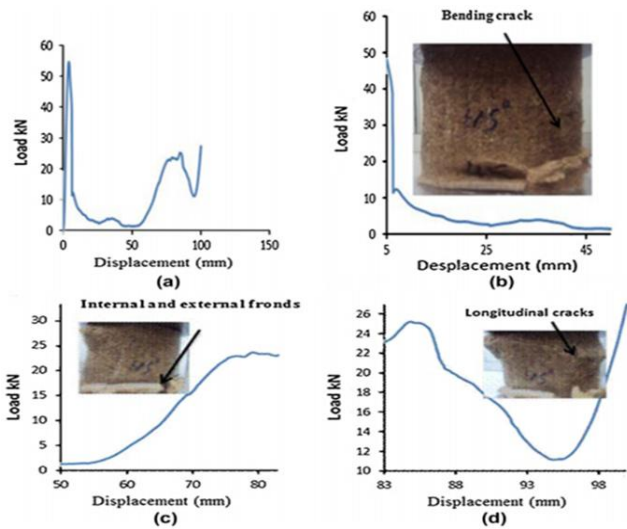 60
50
40
30
20
10
0
Load kN
0 50 100 150
Displacement (mm)
(a)
Bending crack
60
50
40
30
20
10
0
Load kN
5 25 45
Desplacement (mm)
(b)
Internal and external fronds
30
25
20
15
10
5
0
Load kN
50 60 70 80
Displacement (mm)
(c)
Longitudinal cracks
26
24
22
20
18
16
14
12
10
Load kN
83 88 93 98
Displacement (mm)
(d)